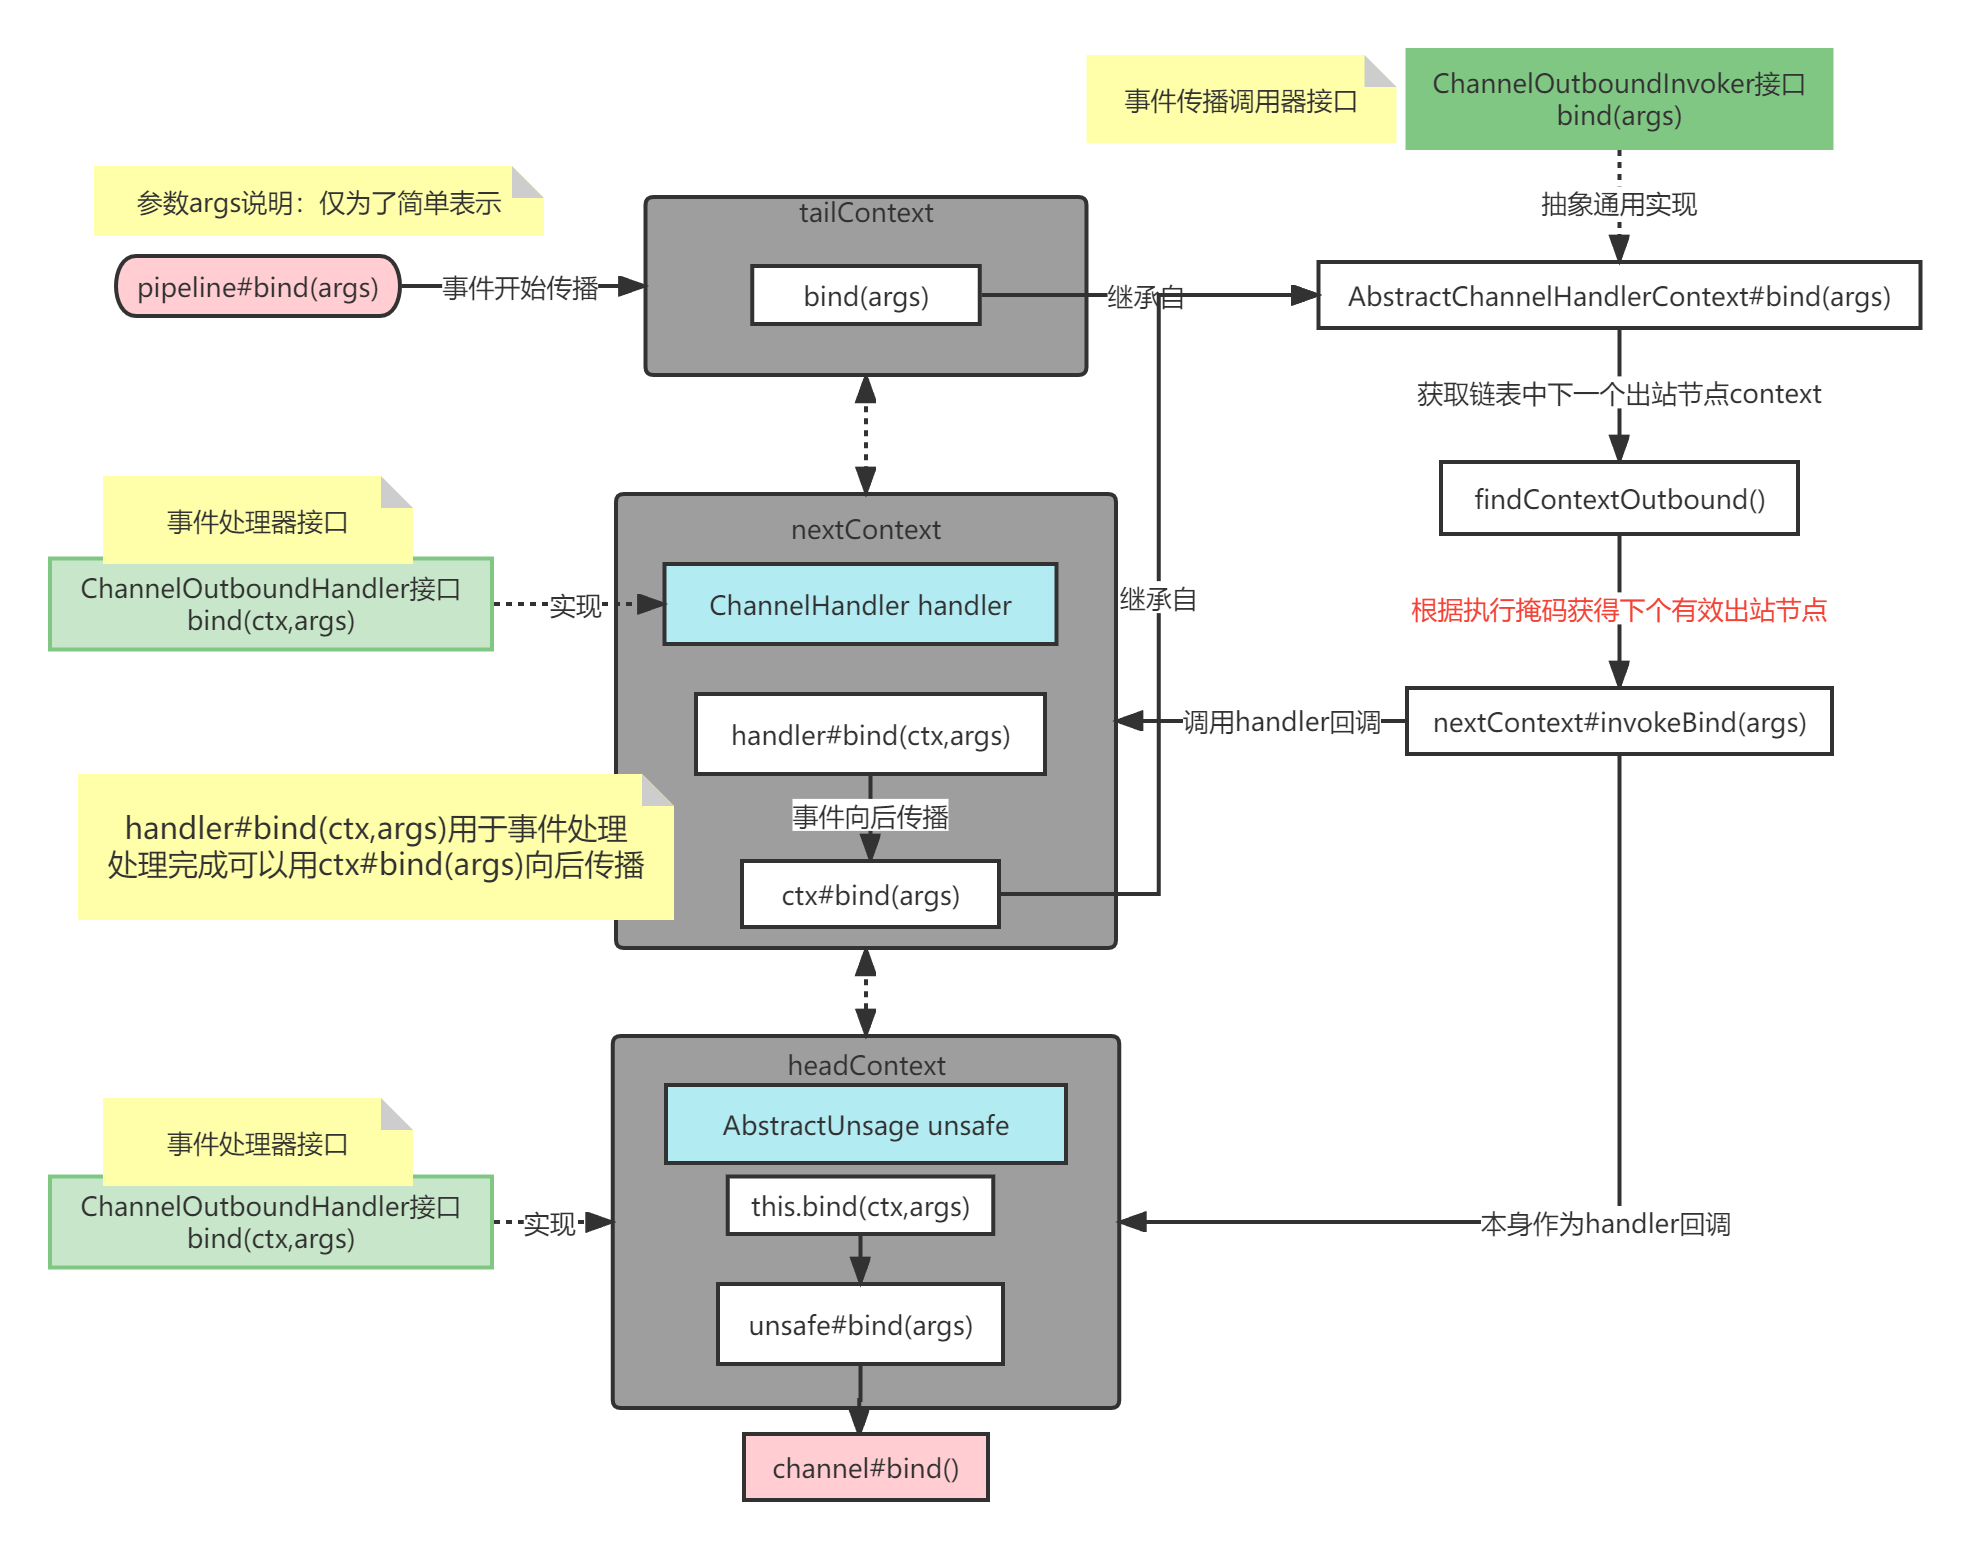 事件传播调用器接口
ChannelOutboundInvoker接口
bind(args)
参数args说明：仅为了简单表示
抽象通用实现
pipeline#bind(args)
事件开始传播
tailContext
bind(args)
继承自
AbstractChannelHandlerContext#bind(args)
获取链表中下一个出站节点context
findContextOutbound()
根据执行掩码获得下个有效出站节点
nextContext#invokeBind(args)
调用handler回调
事件处理器接口
ChannelOutboundHandler接口
bind(ctx,args)
实现
nextContext
ChannelHandler handler
继承自
handler#bind(ctx,args)
事件向后传播
ctx#bind(args)
handler#bind(ctx,args)用于事件处理
处理完成可以用ctx#bind(args)向后传播
事件处理器接口
ChannelOutboundHandler接口
bind(ctx,args)
实现
headContext
AbstractUnsage unsafe
this.bind(ctx,args)
unsafe#bind(args)
本身作为handler回调
channel#bind()